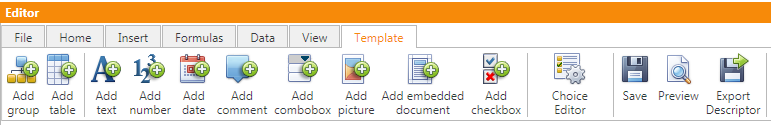 Editor
File Home Insert Formulas Data View Template
Add group Add table Add text Add number Add date Add comment Add combobox Add picture Add embedded document Add checkbox Choice Editor Save Preview Export Descriptor